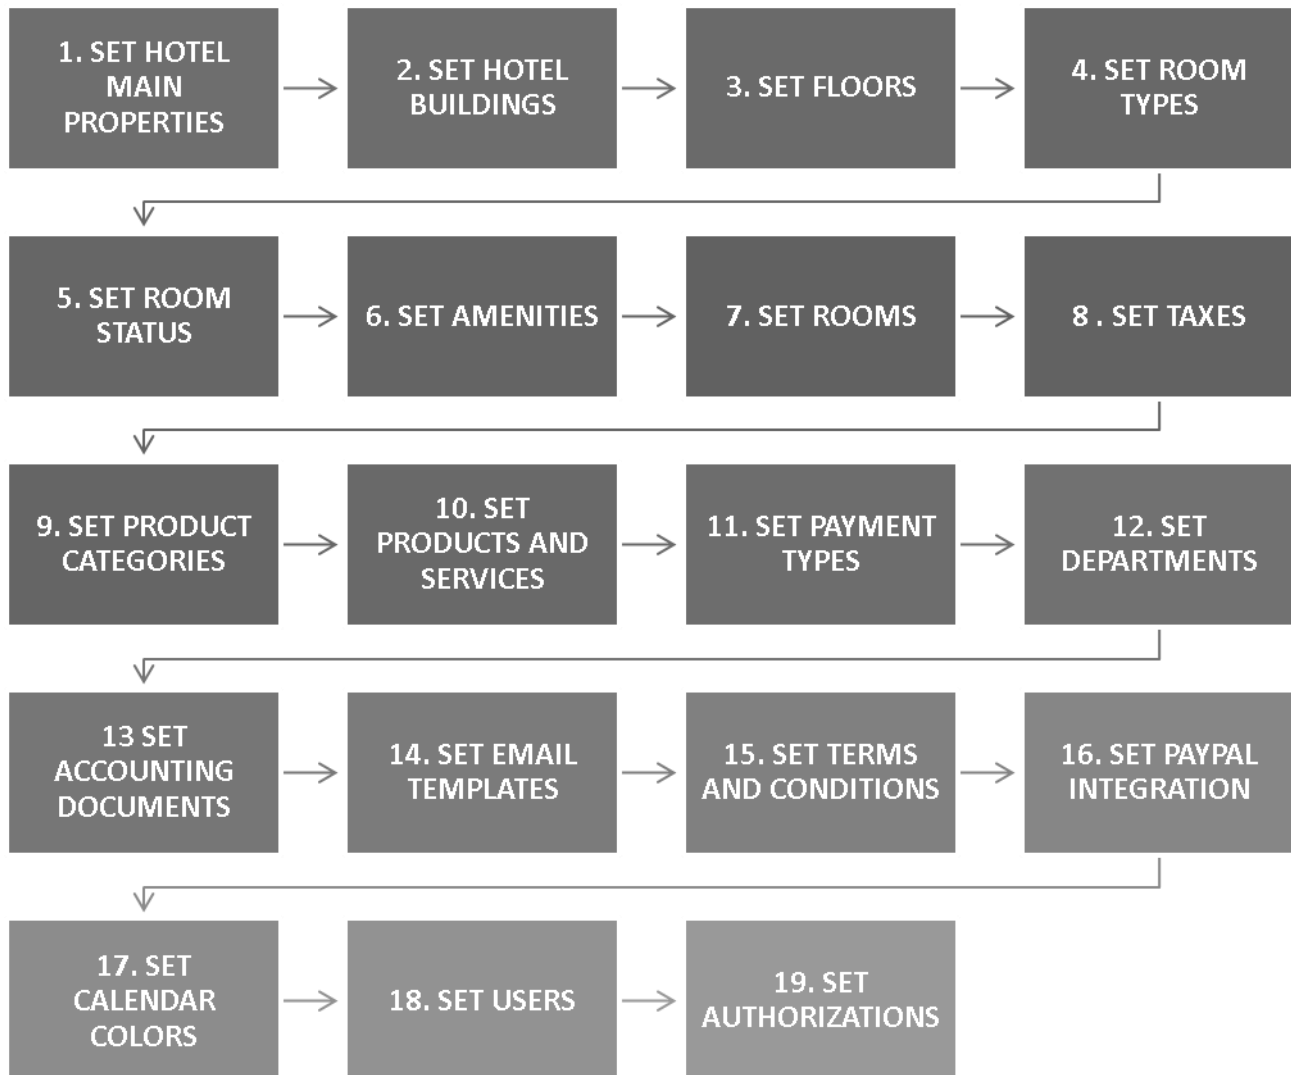 1. SET HOTEL
MAIN
PROPERTIES
2. SET HOTEL
BUILDINGS
3. SET FLOORS
4. SET ROOM
TYPES
5. SET ROOM
STATUS
6. SET AMENITIES
7. SET ROOMS
8 . SET TAXES
9. SET PRODUCT
CATEGORIES
10. SET
PRODUCTS AND
SERVICES
11. SET PAYMENT
TYPES
12. SET
DEPARTMENTS
13 SET
ACCOUNTING
DOCUMENTS
14. SET EMAIL
TEMPLATES
15. SET TERMS
AND CONDITIONS
16. SET PAYPAL
INTEGRATION
17. SET
CALENDAR
COLORS
18. SET USERS
19. SET
AUTHORIZATIONS